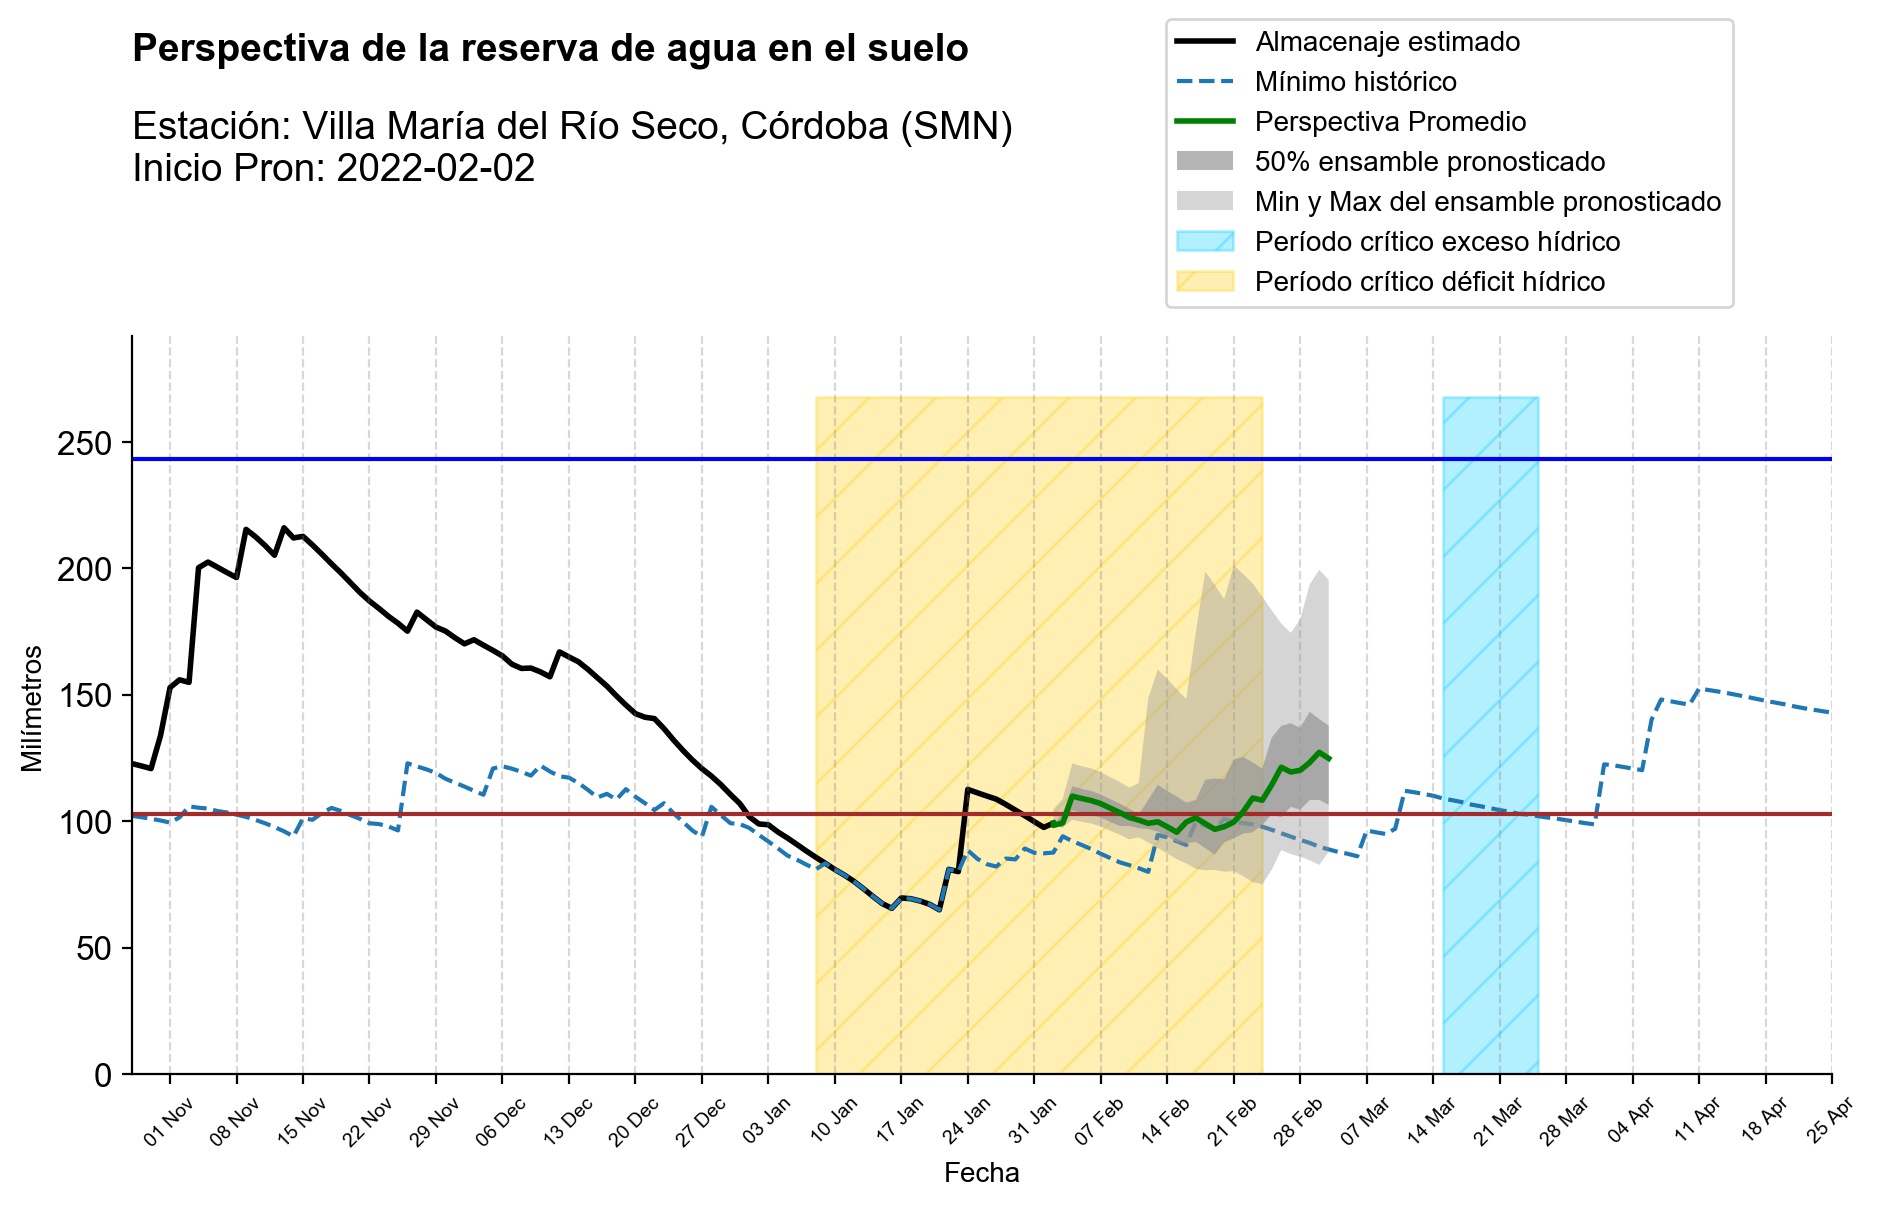 Perspectiva de la reserva de agua en el suelo
Estación: Villa María del Río Seco, Córdoba (SMN)
Inicio Pron: 2022-02-02
Almacenaje estimado
Mínimo histórico
Perspectiva Promedio
50% ensamble pronosticado
Min y Max del ensamble pronosticado
Período crítico exceso hídrico
Período crítico déficit hídrico
Milímetros
250
200
150
100
50
0
01 Nov
08 Nov
15 Nov
22 Nov
29 Nov
06 Dec
13 Dec
20 Dec
27 Dec
03 Jan
10 Jan
17 Jan
24 Jan
31 Jan
07 Feb
14 Feb
21 Feb
28 Feb
07 Mar
14 Mar
21 Mar
28 Mar
04 Apr
11 Apr
18 Apr
25 Apr
Fecha